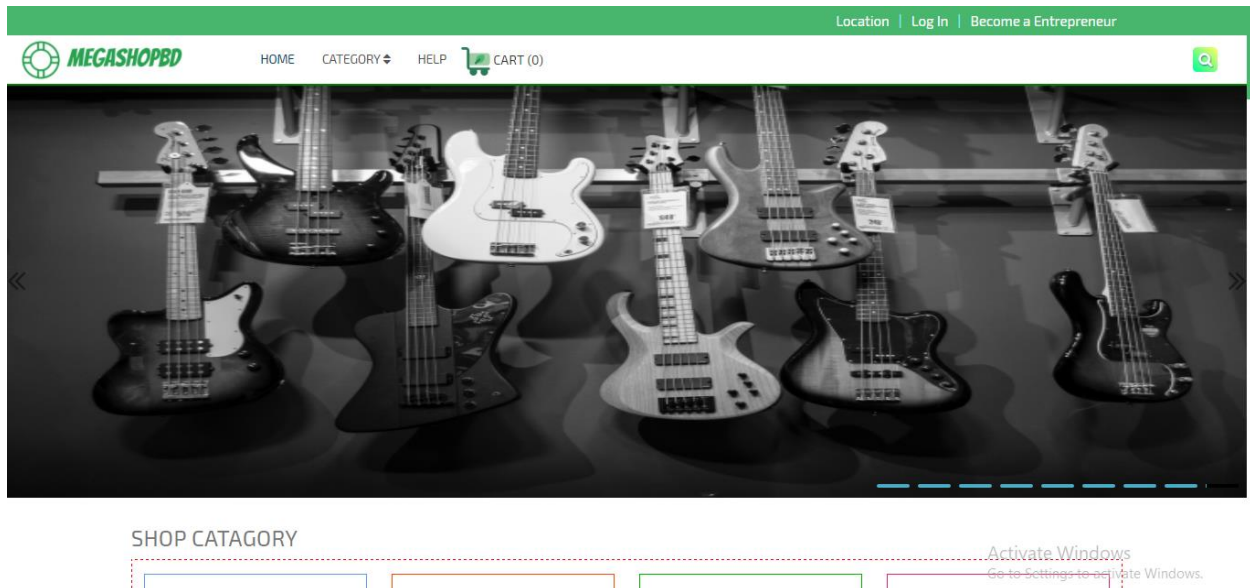 Location | Log In | Become a Entrepreneur
MEGASHOPBD HOME CATEGORY HELP CART (0)
SHOP CATAGORY
Activate Windows
Go to Settings to activate Windows.